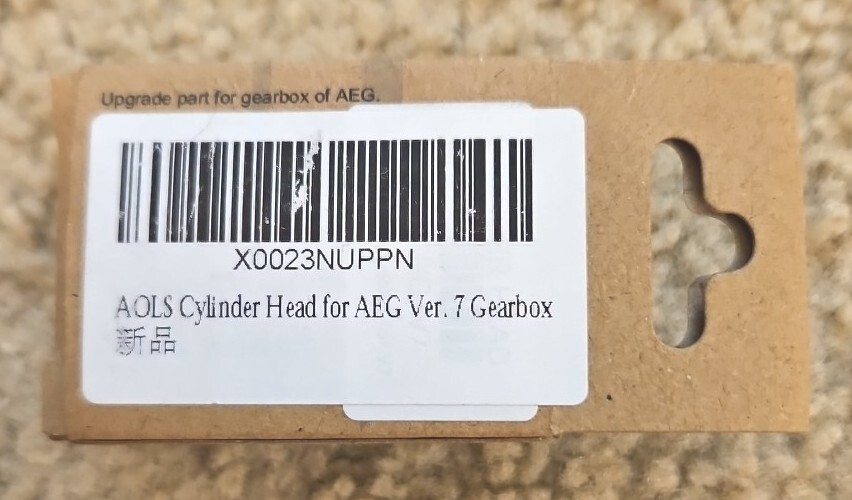 Upgrade part for gearbox of AEG.
X0023NUPPN
AOLS Cylinder Head for AEG Ver. 7 Gearbox
新品